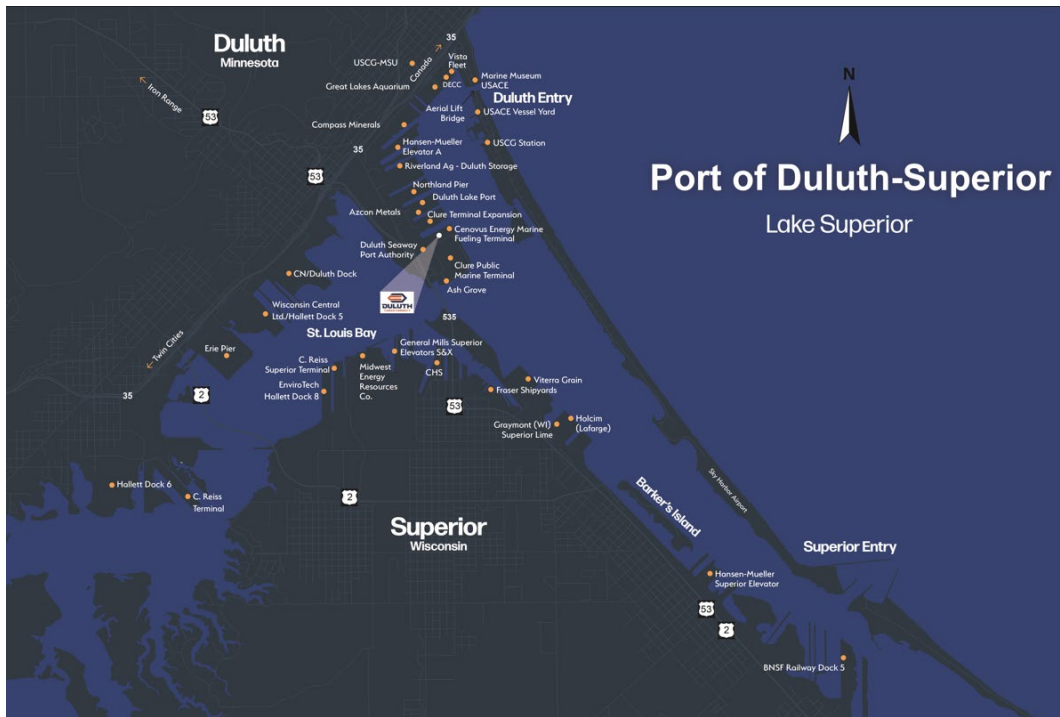 Duluth
Minnesota
35
USCG-MSU
Canada
Vista
Fleet
DECC
Great Lakes Aquarium
Marine Museum
USACE
Duluth Entry
Iron Range
53
Aerial Lift
Bridge
USACE Vessel Yard
N
Compass Minerals
Hansen-Mueller
Elevator A
USCG Station
35
Riverland Ag - Duluth Storage
53
Port of Duluth-Superior
Lake Superior
Northland Pier
Duluth Lake Port
Azcon Metals
Clure Terminal Expansion
Cenovus Energy Marine
Fueling Terminal
Duluth Seaway
Port Authority
Clure Public
Marine Terminal
CN/Duluth Dock
Ash Grove
DULUTH
Wisconsin Central
Ltd./Hallett Dock 5
535
St. Louis Bay
Twin Cities
Erie Pier
General Mills Superior
Elevators S&X
C. Reiss
Superior Terminal
Midwest
Energy
Resources
Co.
CHS
EnviroTech
Hallett Dock 8
Viterra Grain
Fraser Shipyards
35
2
53
Graymont (WI)
Superior Lime
Holcim
(Lafarge)
Hallett Dock 6
C. Reiss
Terminal
2
Superior
Wisconsin
Barker's Island
Sky Harbor Airport
Superior Entry
Hansen-Mueller
Superior Elevator
53
2
BNSF Railway Dock 5